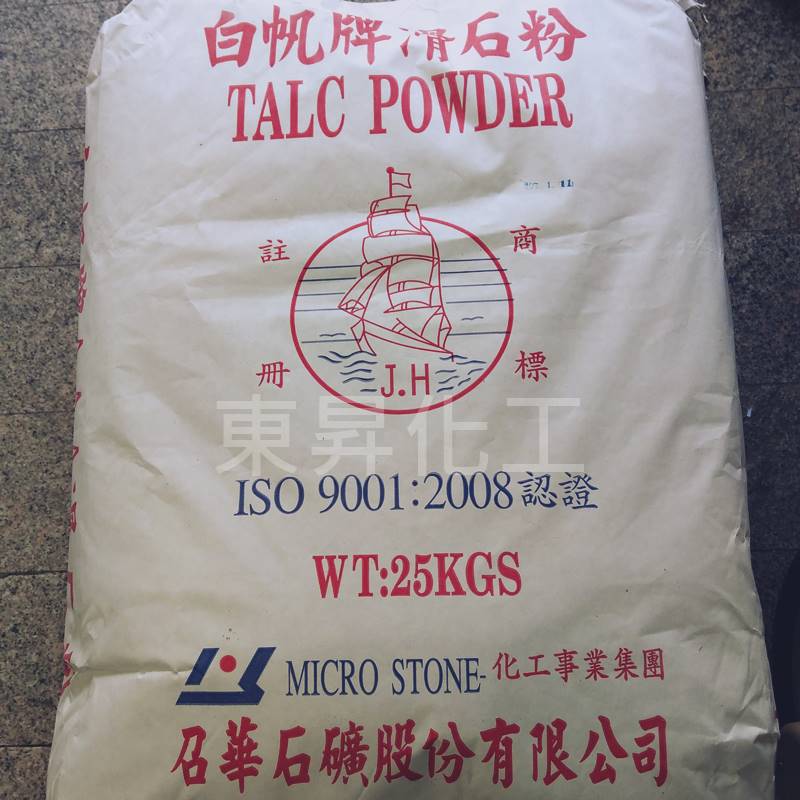 白帆牌滑石粉
TALC POWDER
註 商
冊 標
J.H
東昇化工
ISO 9001:2008認證
WT:25KGS
MICRO STONE-化工事業集團
召華石礦股份有限公司